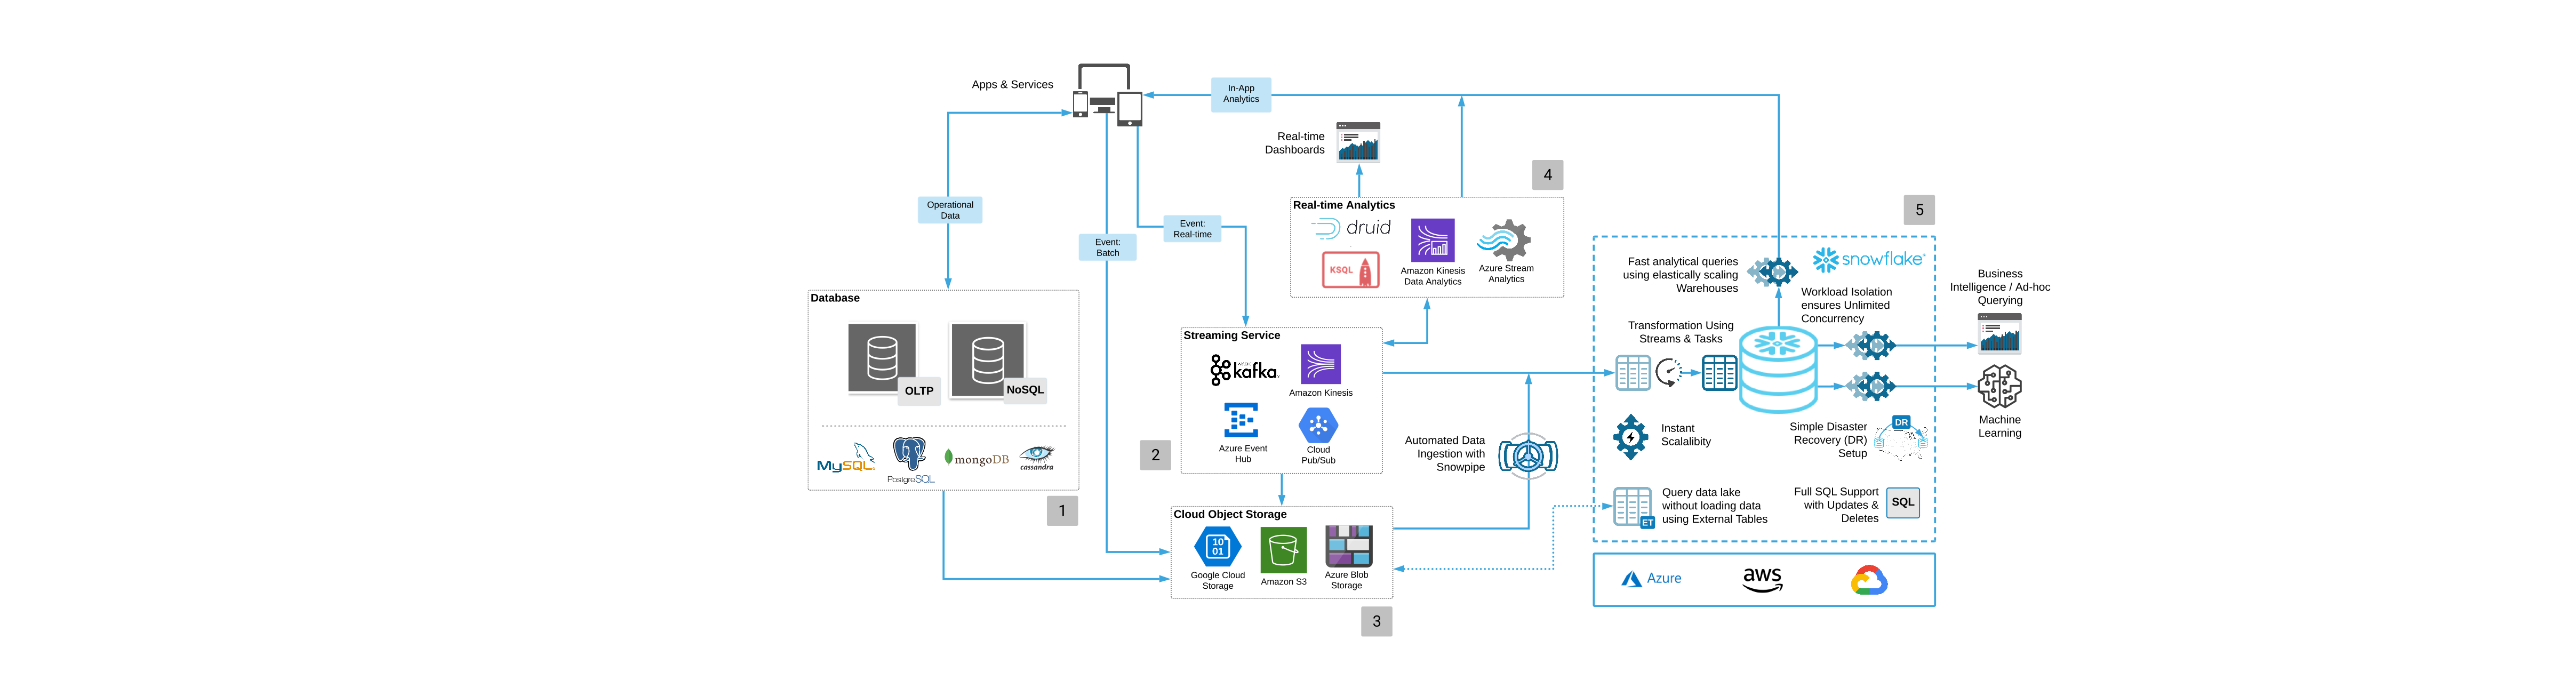 Apps & Services
In-App
Analytics
Real-time
Dashboards
4
Operational
Data
Event:
Batch
Event:
Real-time
Real-time Analytics
druid
KSQL
Amazon Kinesis
Data Analytics
Azure Stream
Analytics
5
Fast analytical queries
using elastically scaling
Warehouses
snowflake®
Workload Isolation
ensures Unlimited
Concurrency
Business
Intelligence / Ad-hoc
Querying
Database
OLTP
NoSQL
MySQL
PostgreSQL
mongoDB
cassandra
1
Streaming Service
kafka
Amazon Kinesis
Azure Event
Hub
Cloud
Pub/Sub
2
Transformation Using
Streams & Tasks
Automated Data
Ingestion with
Snowpipe
Instant
Scalalibity
Simple Disaster
Recovery (DR)
Setup
DR
Machine
Learning
Cloud Object Storage
10
01
Google Cloud
Storage
Amazon S3
Azure Blob
Storage
3
ET
Query data lake
without loading data
using External Tables
Full SQL Support
with Updates &
Deletes
SQL
Azure
aws